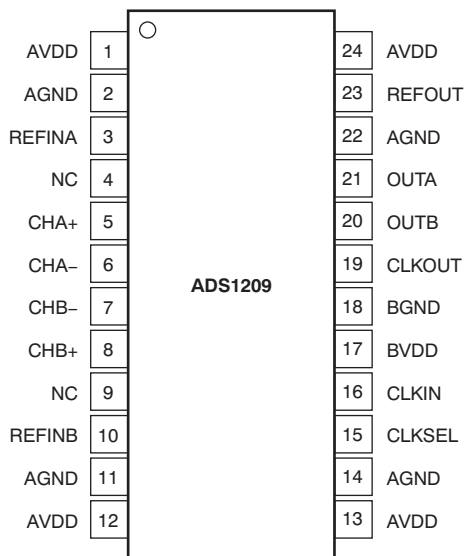 AVDD 1 24 AVDD
AGND 2 23 REFOUT
REFINA 3 22 AGND
NC 4 21 OUTA
CHA+ 5 20 OUTB
CHA− 6 19 CLKOUT
ADS1209
CHB− 7 18 BGND
CHB+ 8 17 BVDD
NC 9 16 CLKIN
REFINB 10 15 CLKSEL
AGND 11 14 AGND
AVDD 12 13 AVDD